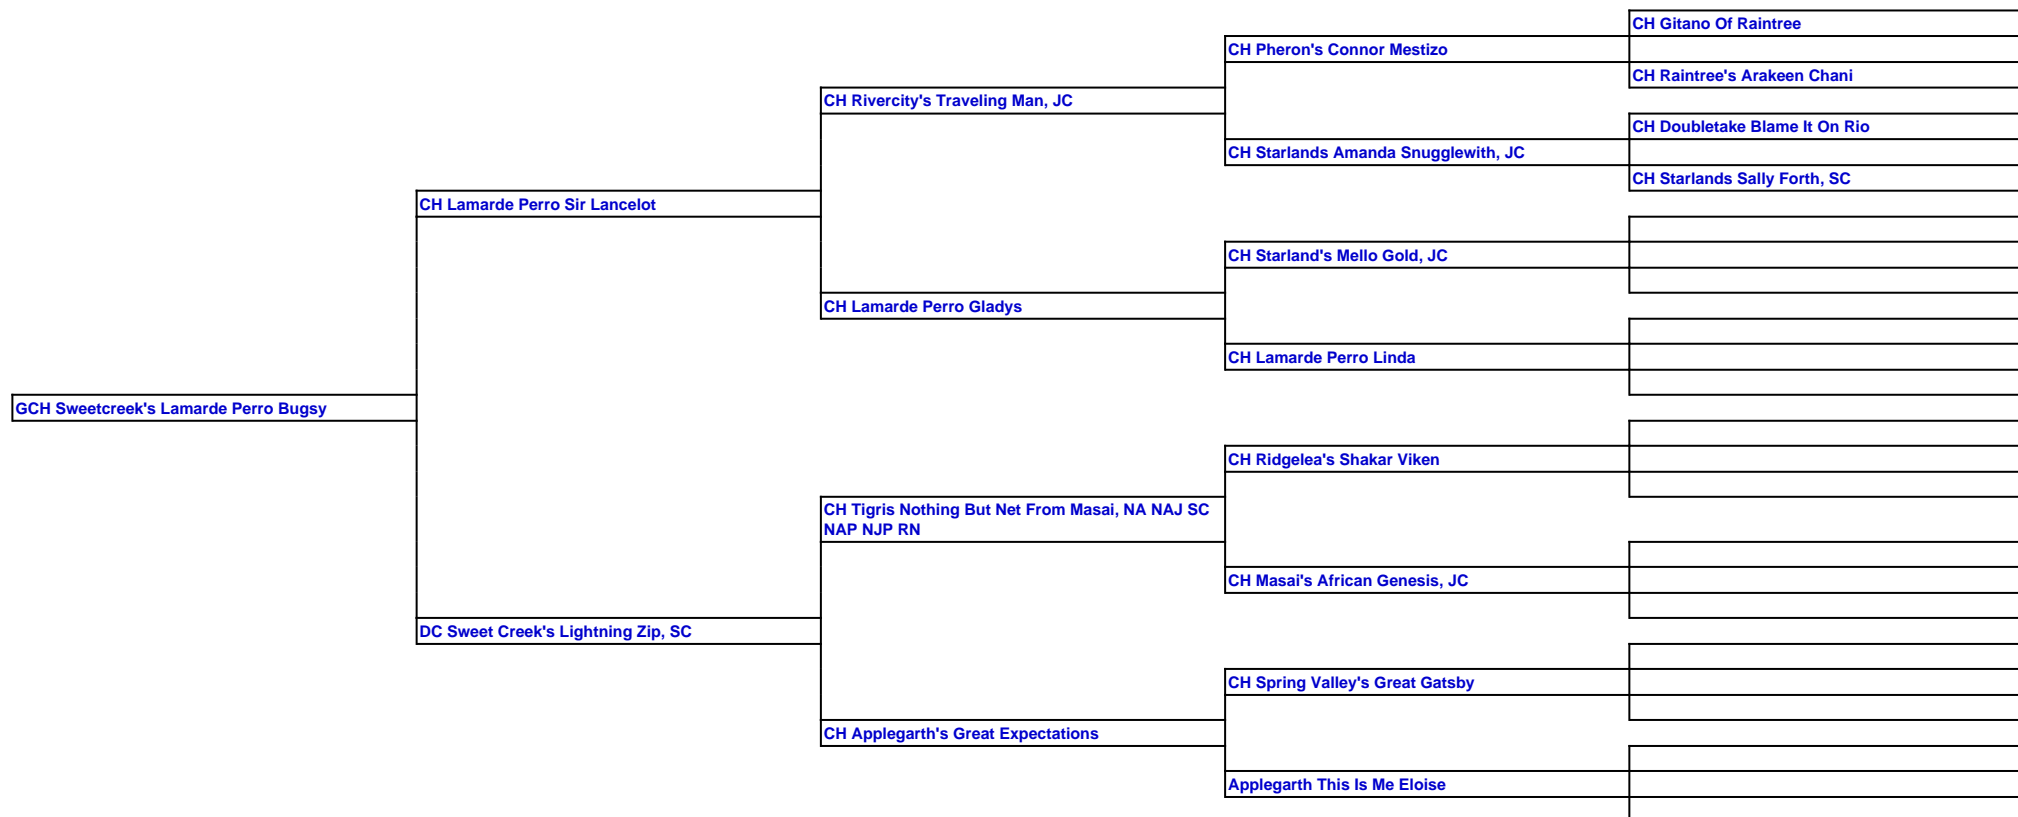 CH Gitano Of Raintree
CH Pheron's Connor Mestizo
CH Raintree's Arakeen Chani
CH Rivercity's Traveling Man, JC
CH Doubletake Blame It On Rio
CH Starlands Amanda Snugglewith, JC
CH Starlands Sally Forth, SC
CH Lamarde Perro Sir Lancelot
CH Starland's Mello Gold, JC
CH Lamarde Perro Gladys
CH Lamarde Perro Linda
GCH Sweetcreek's Lamarde Perro Bugsy
CH Ridgelea's Shakar Viken
CH Tigris Nothing But Net From Masai, NA NAJ SC
NAP NJP RN
CH Masai's African Genesis, JC
DC Sweet Creek's Lightning Zip, SC
CH Spring Valley's Great Gatsby
CH Applegarth's Great Expectations
Applegarth This Is Me Eloise